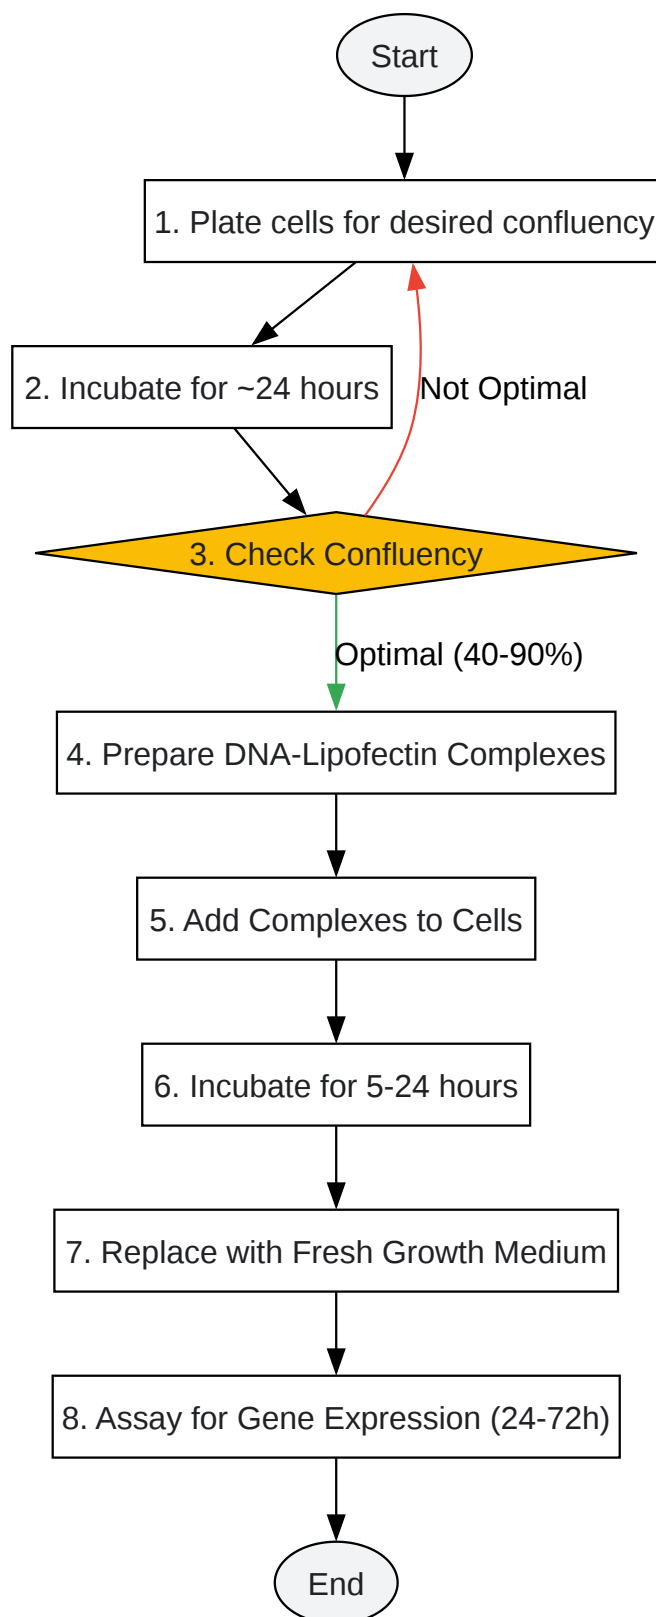 Start
1. Plate cells for desired confluency
2. Incubate for ~24 hours
Not Optimal
3. Check Confluency
Optimal (40-90%)
4. Prepare DNA-Lipofectin Complexes
5. Add Complexes to Cells
6. Incubate for 5-24 hours
7. Replace with Fresh Growth Medium
8. Assay for Gene Expression (24-72h)
End